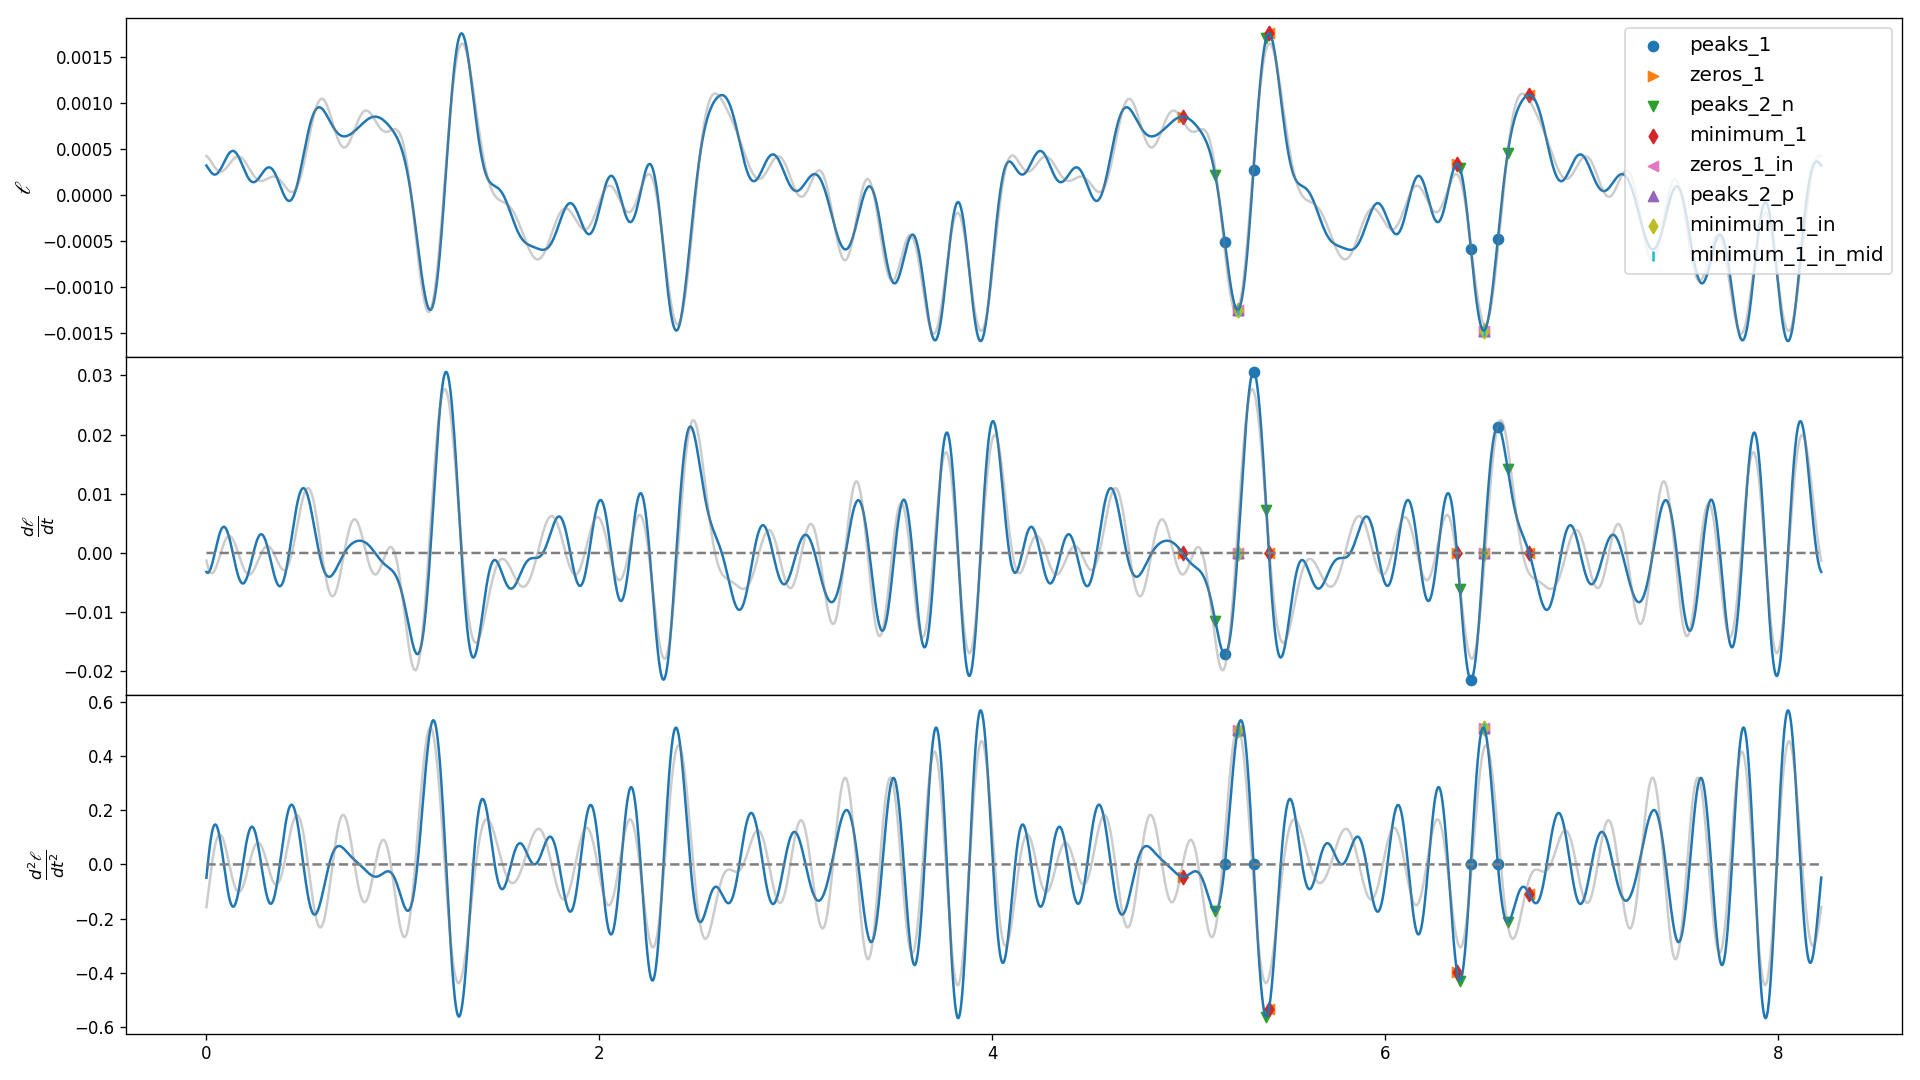 0.0015
0.0010
0.0005
0.0000
−0.0005
−0.0010
−0.0015
ℓ
peaks_1
zeros_1
peaks_2_n
minimum_1
zeros_1_in
peaks_2_p
minimum_1_in
minimum_1_in_mid
0.03
0.02
0.01
0.00
−0.01
−0.02
dℓ
dt
0.6
0.4
0.2
0.0
−0.2
−0.4
−0.6
d²ℓ
dt²
0 2 4 6 8